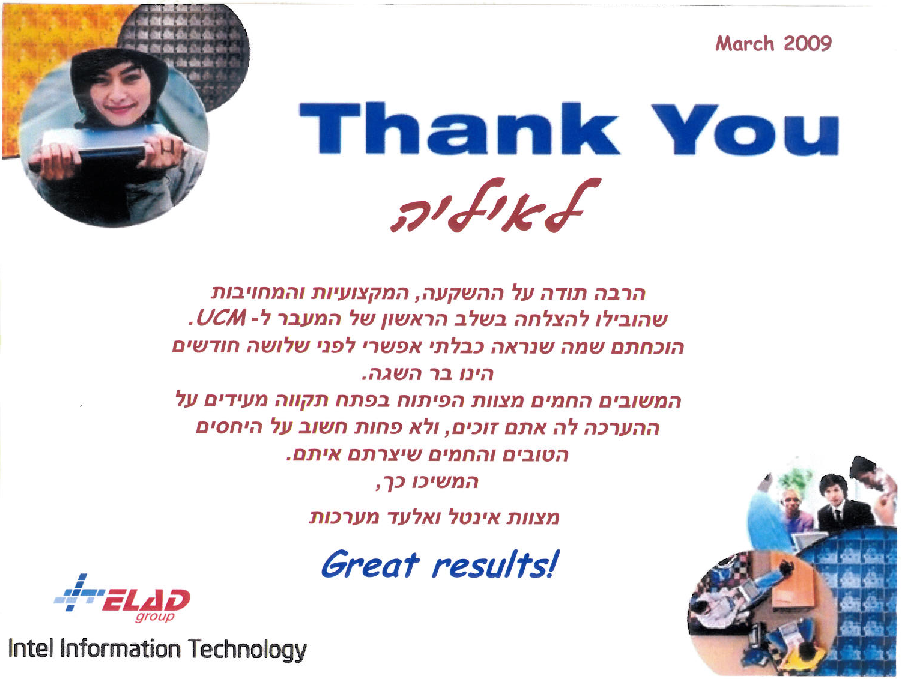 March 2009
Thank You
לאיליה
הרבה תודה על ההשקעה, המקצועיות והמחויבות
שהובילו להצלחה בשלב הראשון של המעבר ל- UCM.
הוכחתם שמה שנראה כבלתי אפשרי לפני שלושה חודשים
הינו בר השגה.
המשובים החמים מצוות הפיתוח בפתח תקווה מעידים על
ההערכה לה אתם זוכים, ולא פחות חשוב על היחסים
הטובים והחמים שיצרתם איתם.
המשיכו כך,
מצוות אינטל ואלעד מערכות
Great results!
ELAD
group
Intel Information Technology